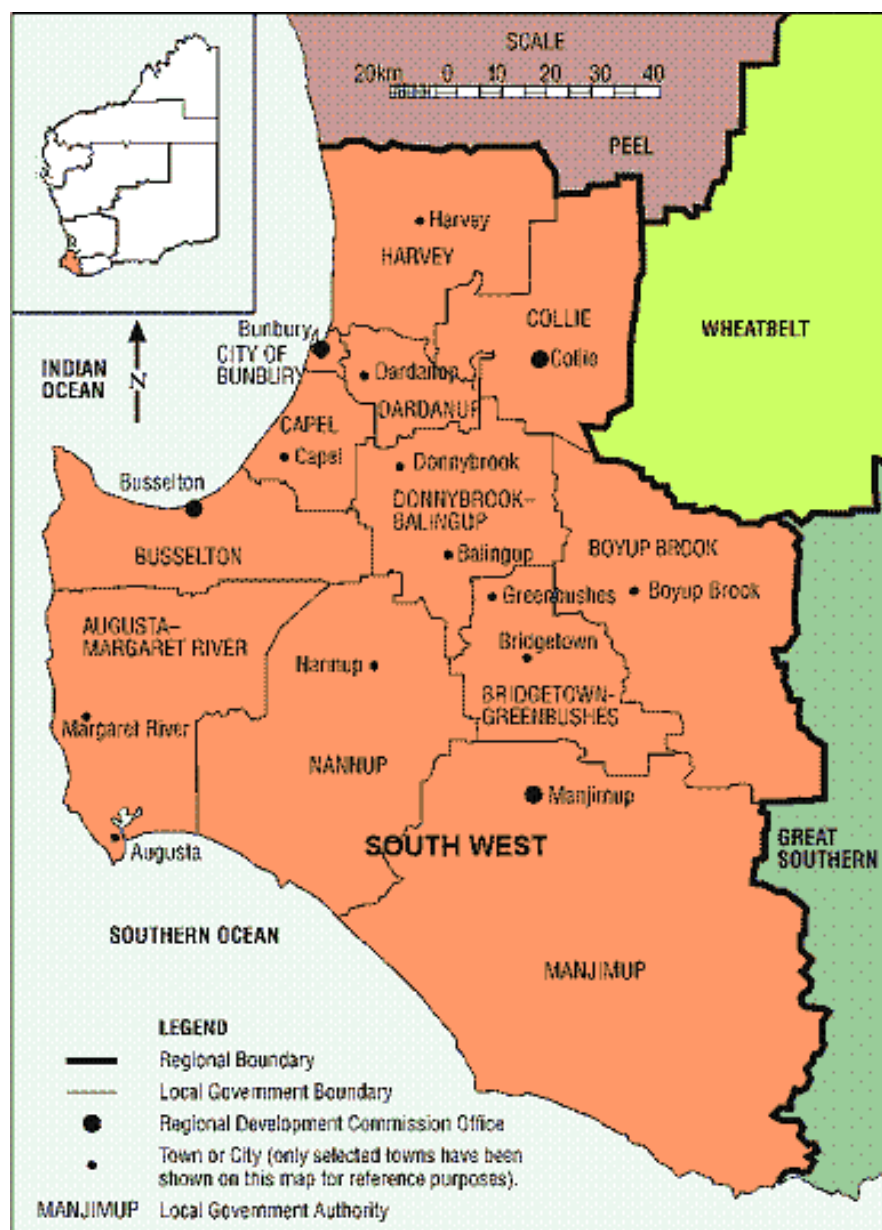 SCALE
20km 0 10 20 30 40
PEEL
Harvey
HARVEY
COLLIE
WHEATBELT
Bunbury
CITY OF
BUNBURY
INDIAN
OCEAN
N
Collie
Dardanup
DARDANUP
CAPEL
Capel
Donnybrook
Busselton
DONNYBROOK–
BALINGUP
BUSSELTON
Balingup
BOYUP BROOK
Greenbushes
Boyup Brook
AUGUSTA–
MARGARET RIVER
Bridgetown
Nannup
BRIDGETOWN-
GREENBUSHES
Margaret River
NANNUP
Manjimup
SOUTH WEST
GREAT
SOUTHERN
Augusta
SOUTHERN OCEAN
MANJIMUP
LEGEND
Regional Boundary
Local Government Boundary
Regional Development Commission Office
Town or City (only selected towns have been
shown on this map for reference purposes).
MANJIMUP Local Government Authority